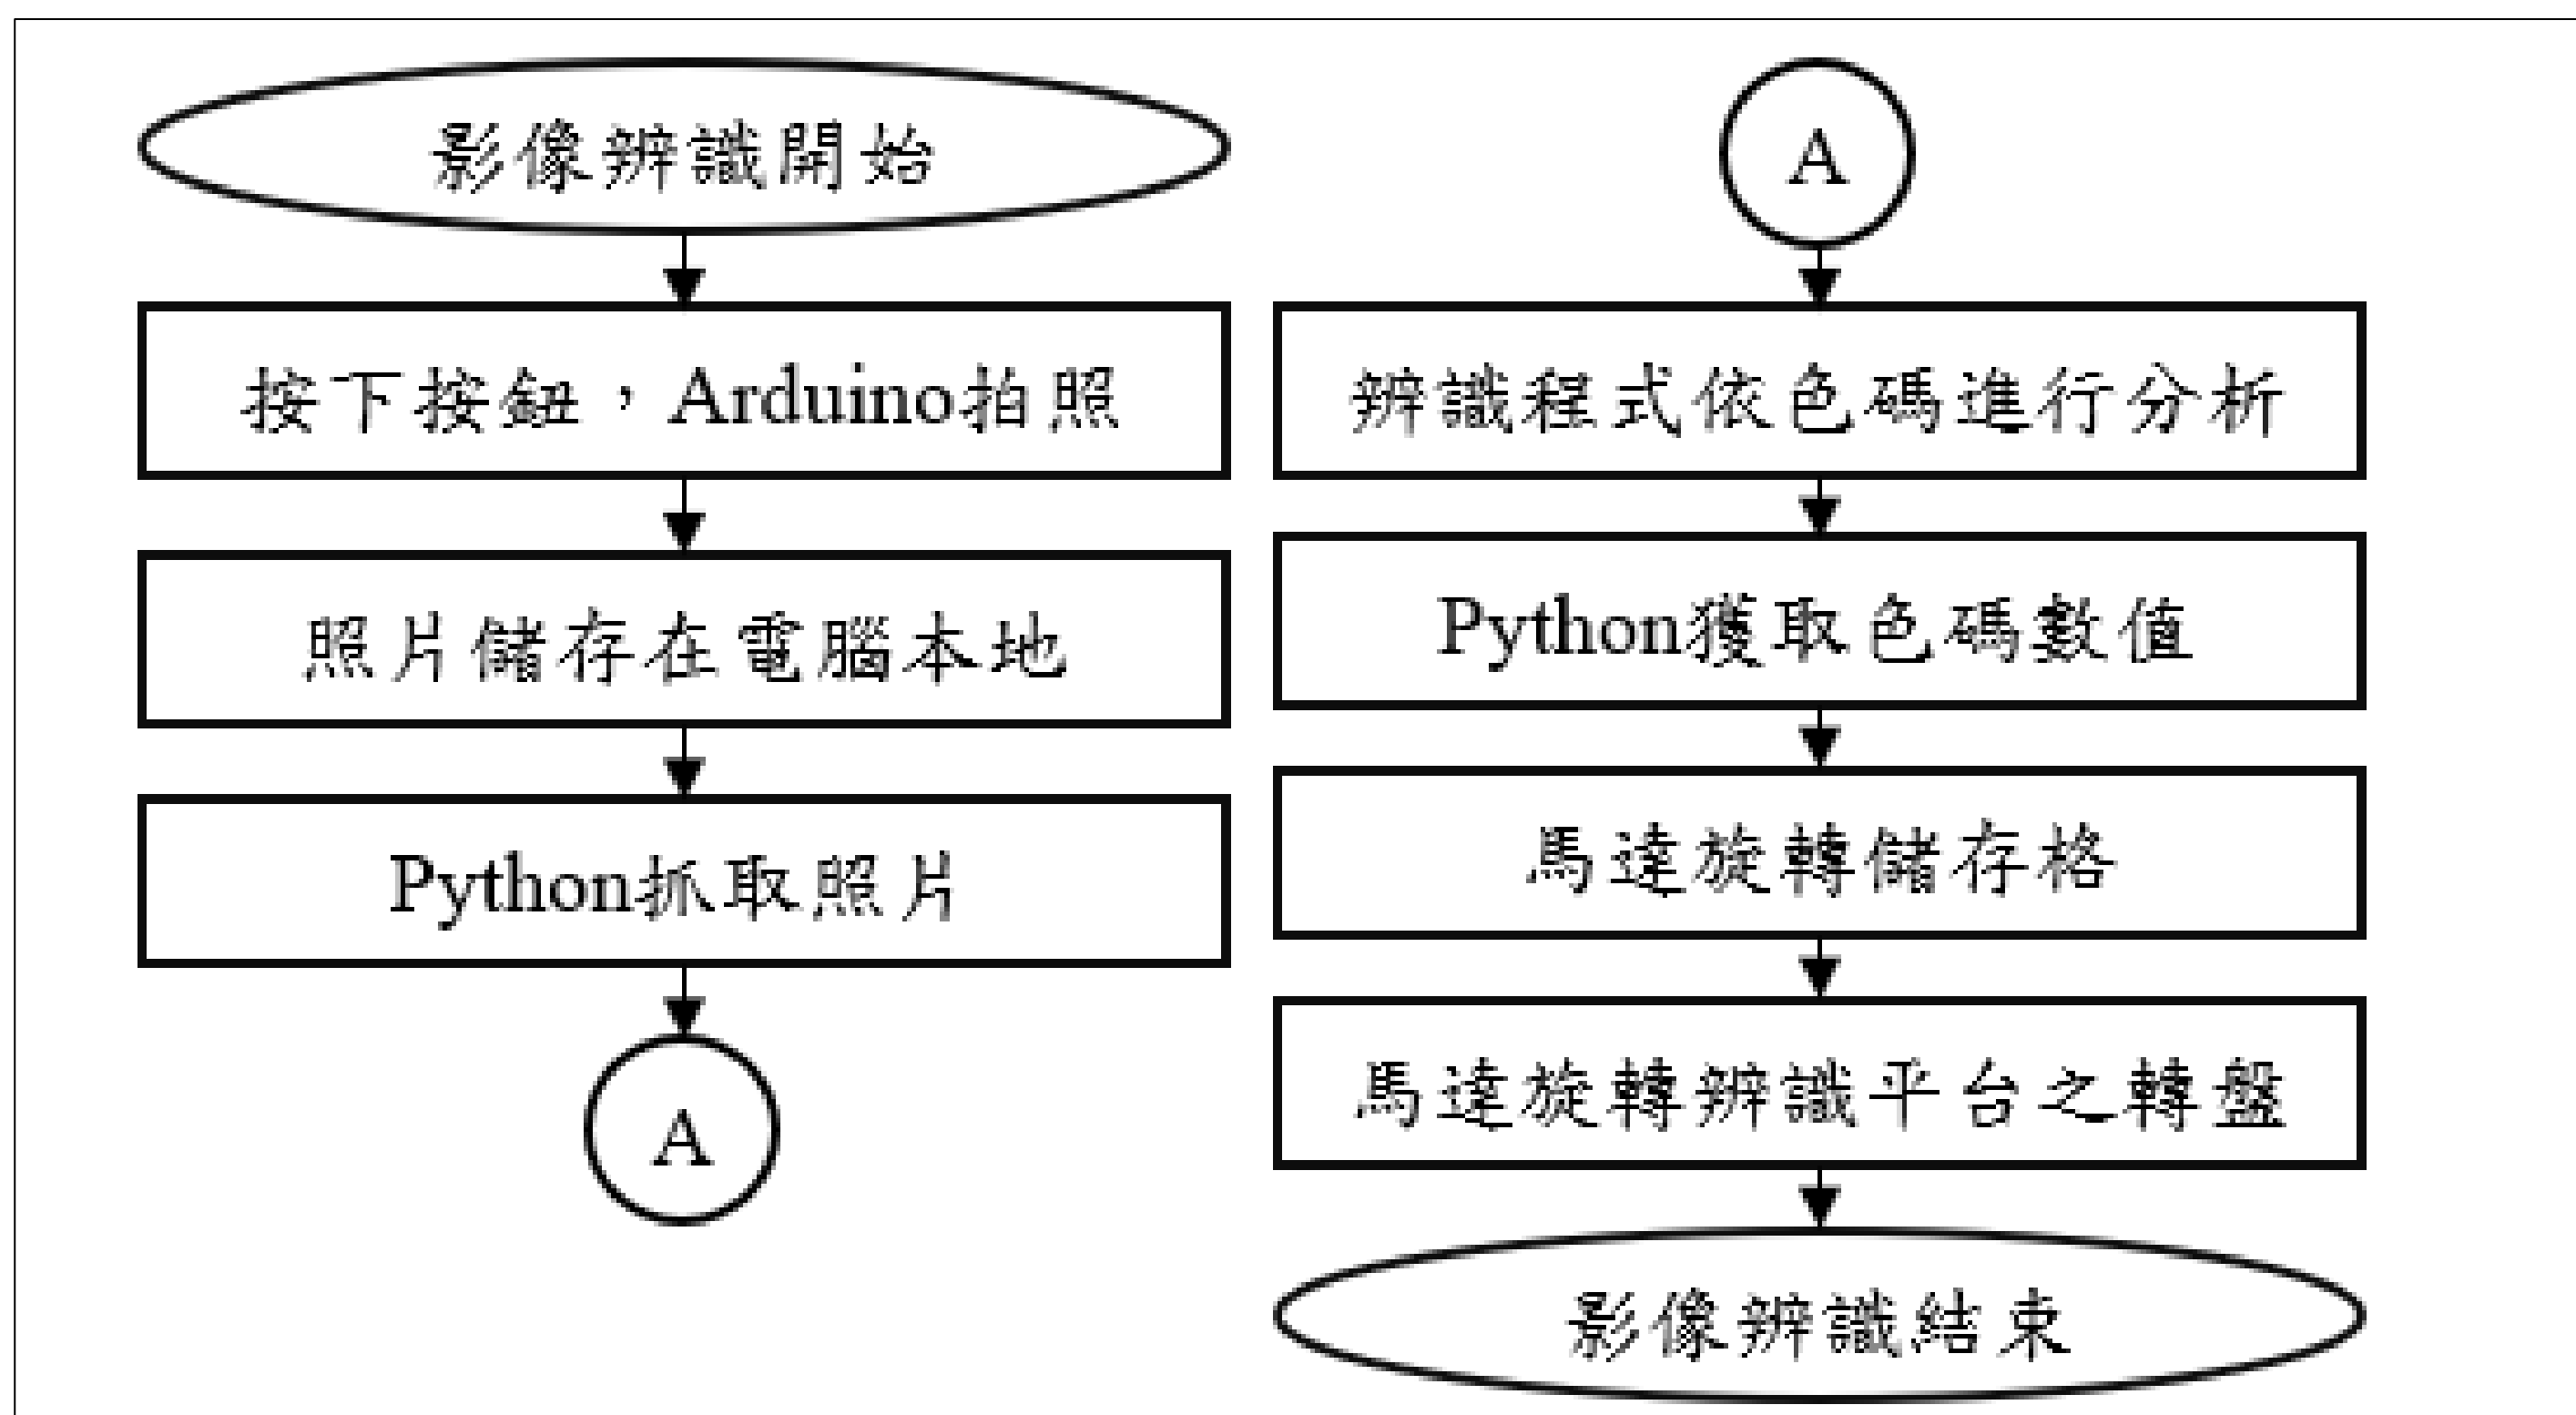 影像辨識開始
按下按鈕，Arduino拍照
照片儲存在電腦本地
Python抓取照片
A
A
辨識程式依色碼進行分析
Python獲取色碼數值
馬達旋轉儲存格
馬達旋轉辨識平台之轉盤
影像辨識結束